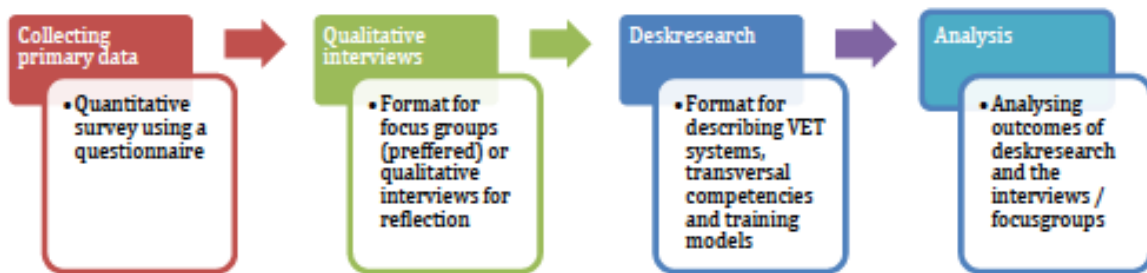 Collecting
primary data
• Quantitative
survey using a
questionnaire
Qualitative
interviews
• Format for
focus groups
(preffered) or
qualitative
interviews for
reflection
Deskresearch
• Format for
describing VET
systems,
transversal
competencies
and training
models
Analysis
• Analysing
outcomes of
deskresearch
and the
interviews /
focusgroups